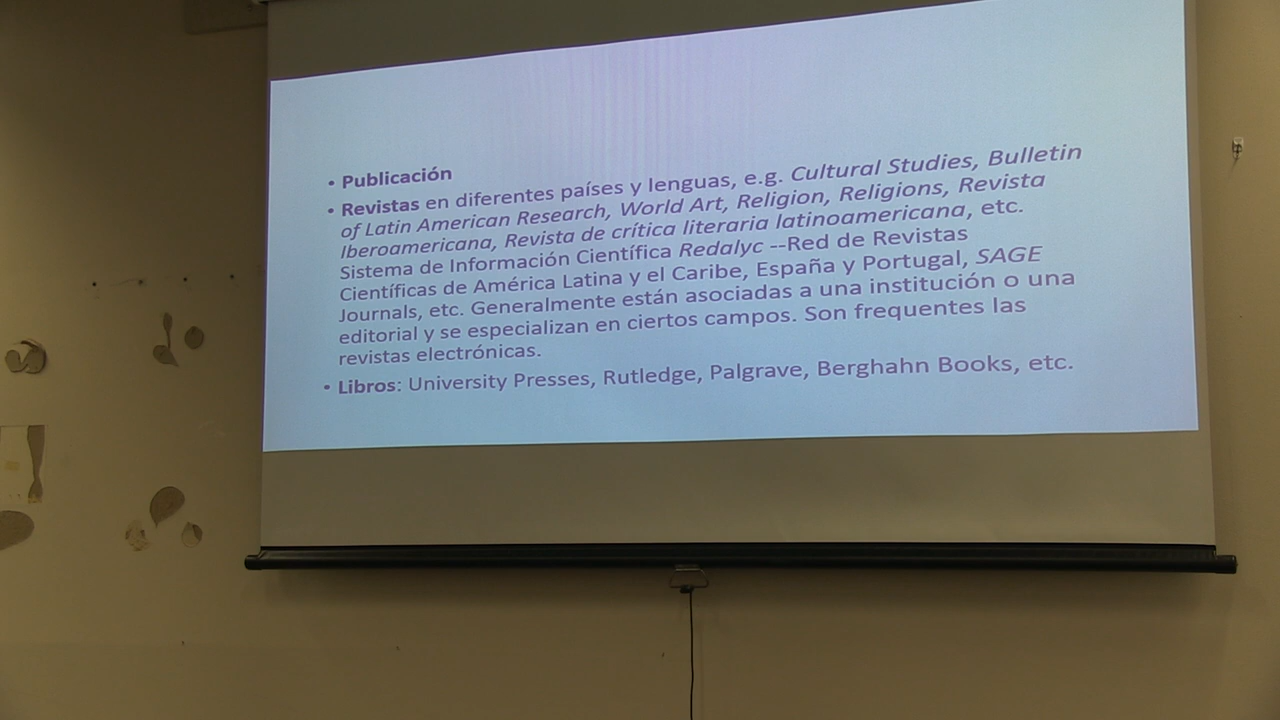 • Publicación
• Revistas en diferentes países y lenguas, e.g. Cultural Studies, Bulletin
of Latin American Research, World Art, Religion, Religions, Revista
Iberoamericana, Revista de crítica literaria latinoamericana, etc.
Sistema de Información Científica Redalyc --Red de Revistas
Científicas de América Latina y el Caribe, España y Portugal, SAGE
Journals, etc. Generalmente están asociadas a una institución o una
editorial y se especializan en ciertos campos. Son frequentes las
revistas electrónicas.
• Libros: University Presses, Rutledge, Palgrave, Berghahn Books, etc.